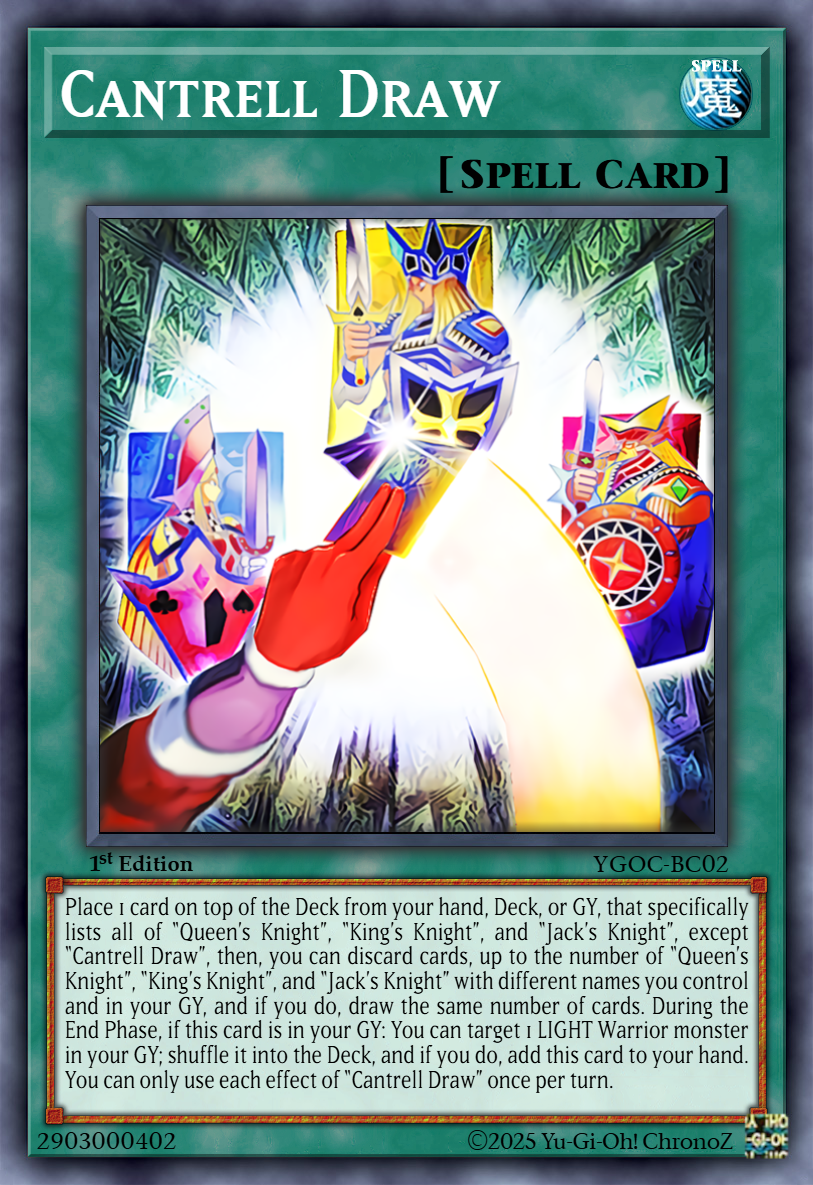 Cantrell Draw
SPELL
魔
[Spell Card]
1st Edition
YGOC-BC02
Place 1 card on top of the Deck from your hand, Deck, or GY, that specifically
lists all of "Queen's Knight", "King's Knight", and "Jack's Knight", except
"Cantrell Draw", then, you can discard cards, up to the number of "Queen's
Knight", "King's Knight", and "Jack's Knight" with different names you control
and in your GY, and if you do, draw the same number of cards. During the
End Phase, if this card is in your GY: You can target 1 LIGHT Warrior monster
in your GY; shuffle it into the Deck, and if you do, add this card to your hand.
You can only use each effect of "Cantrell Draw" once per turn.
2903000402
©2025 Yu-Gi-Oh! ChronoZ